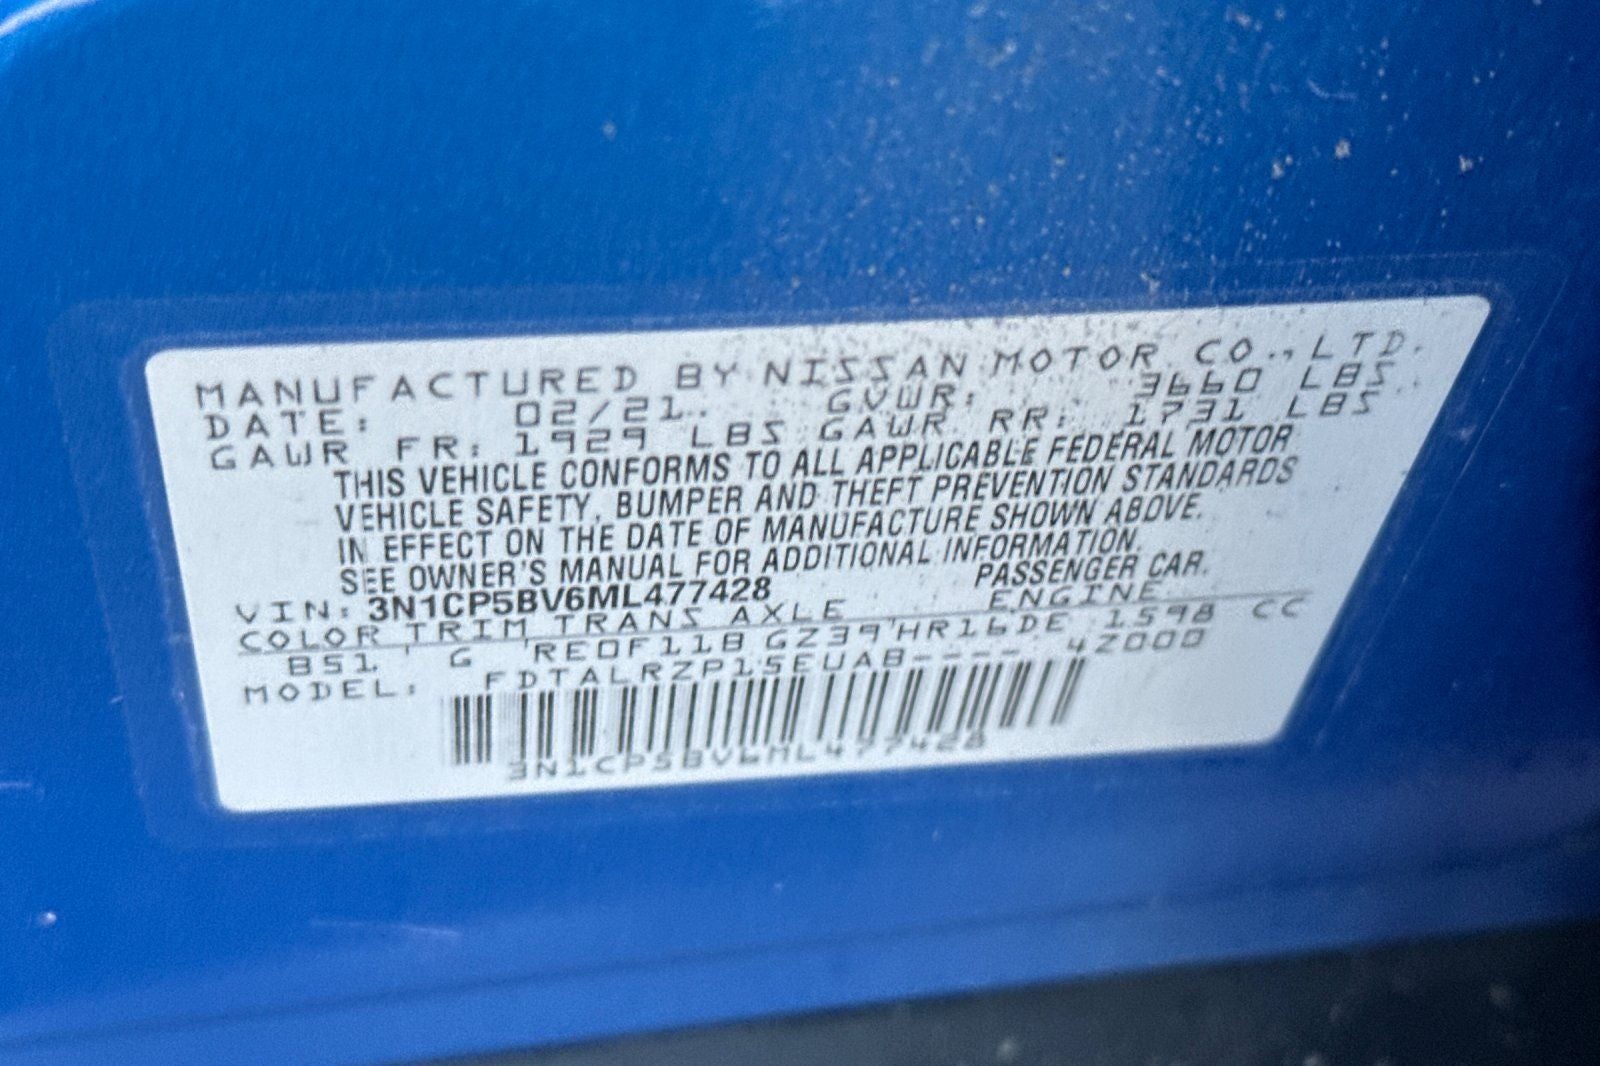 MANUFACTURED BY NISSAN MOTOR CO., LTD.
DATE: 02/21. GVWR: 3660 LBS
GAWR FR: 1929 LBS GAWR RR: 1731 LBS
THIS VEHICLE CONFORMS TO ALL APPLICABLE FEDERAL MOTOR
VEHICLE SAFETY, BUMPER AND THEFT PREVENTION STANDARDS
IN EFFECT ON THE DATE OF MANUFACTURE SHOWN ABOVE.
SEE OWNER'S MANUAL FOR ADDITIONAL INFORMATION.
VIN: 3N1CP5BV6ML477428 PASSENGER CAR.
COLOR TRIM TRANS AXLE ENGINE
B51 G RE0F11B GZ39 HR16DE 1598 CC
MODEL: FDTALRZP15EUAB---- 4Z000
3N1CP5BV6ML477428